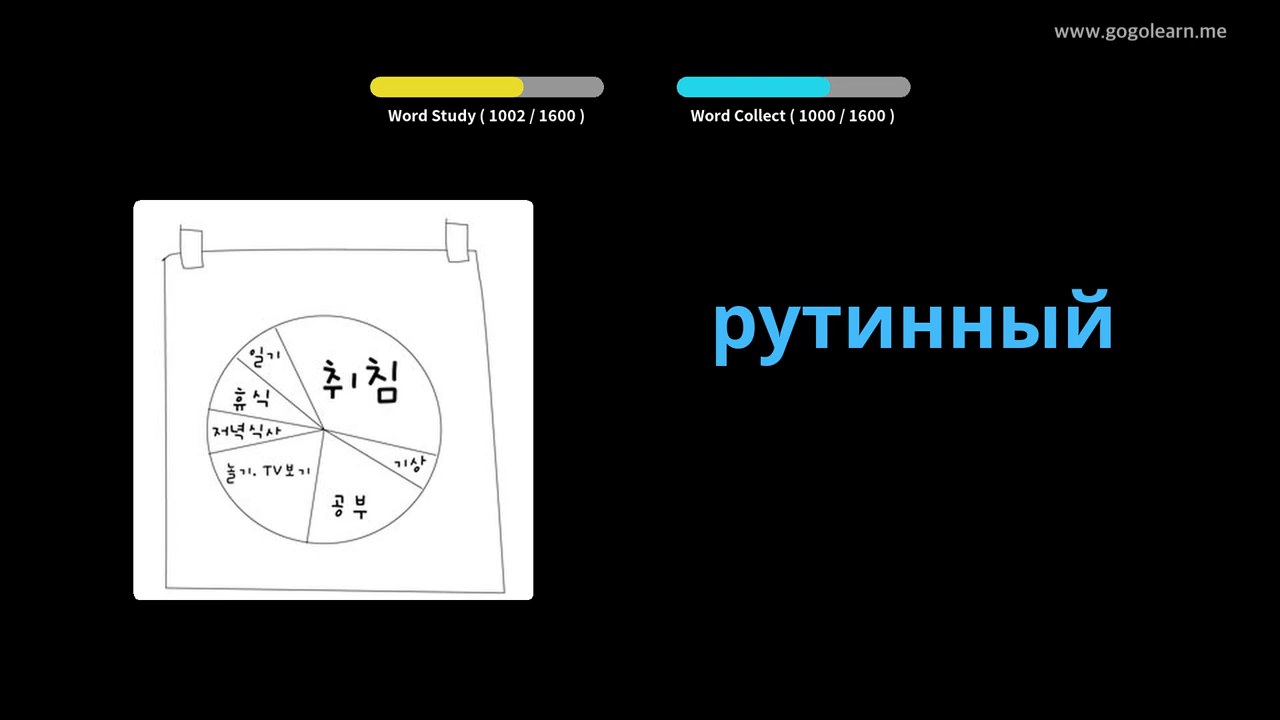 www.gogolearn.me
Word Study ( 1002 / 1600 )
Word Collect ( 1000 / 1600 )
рутинный
일기
취침
휴식
저녁식사
기상
놀기. TV보기
공부